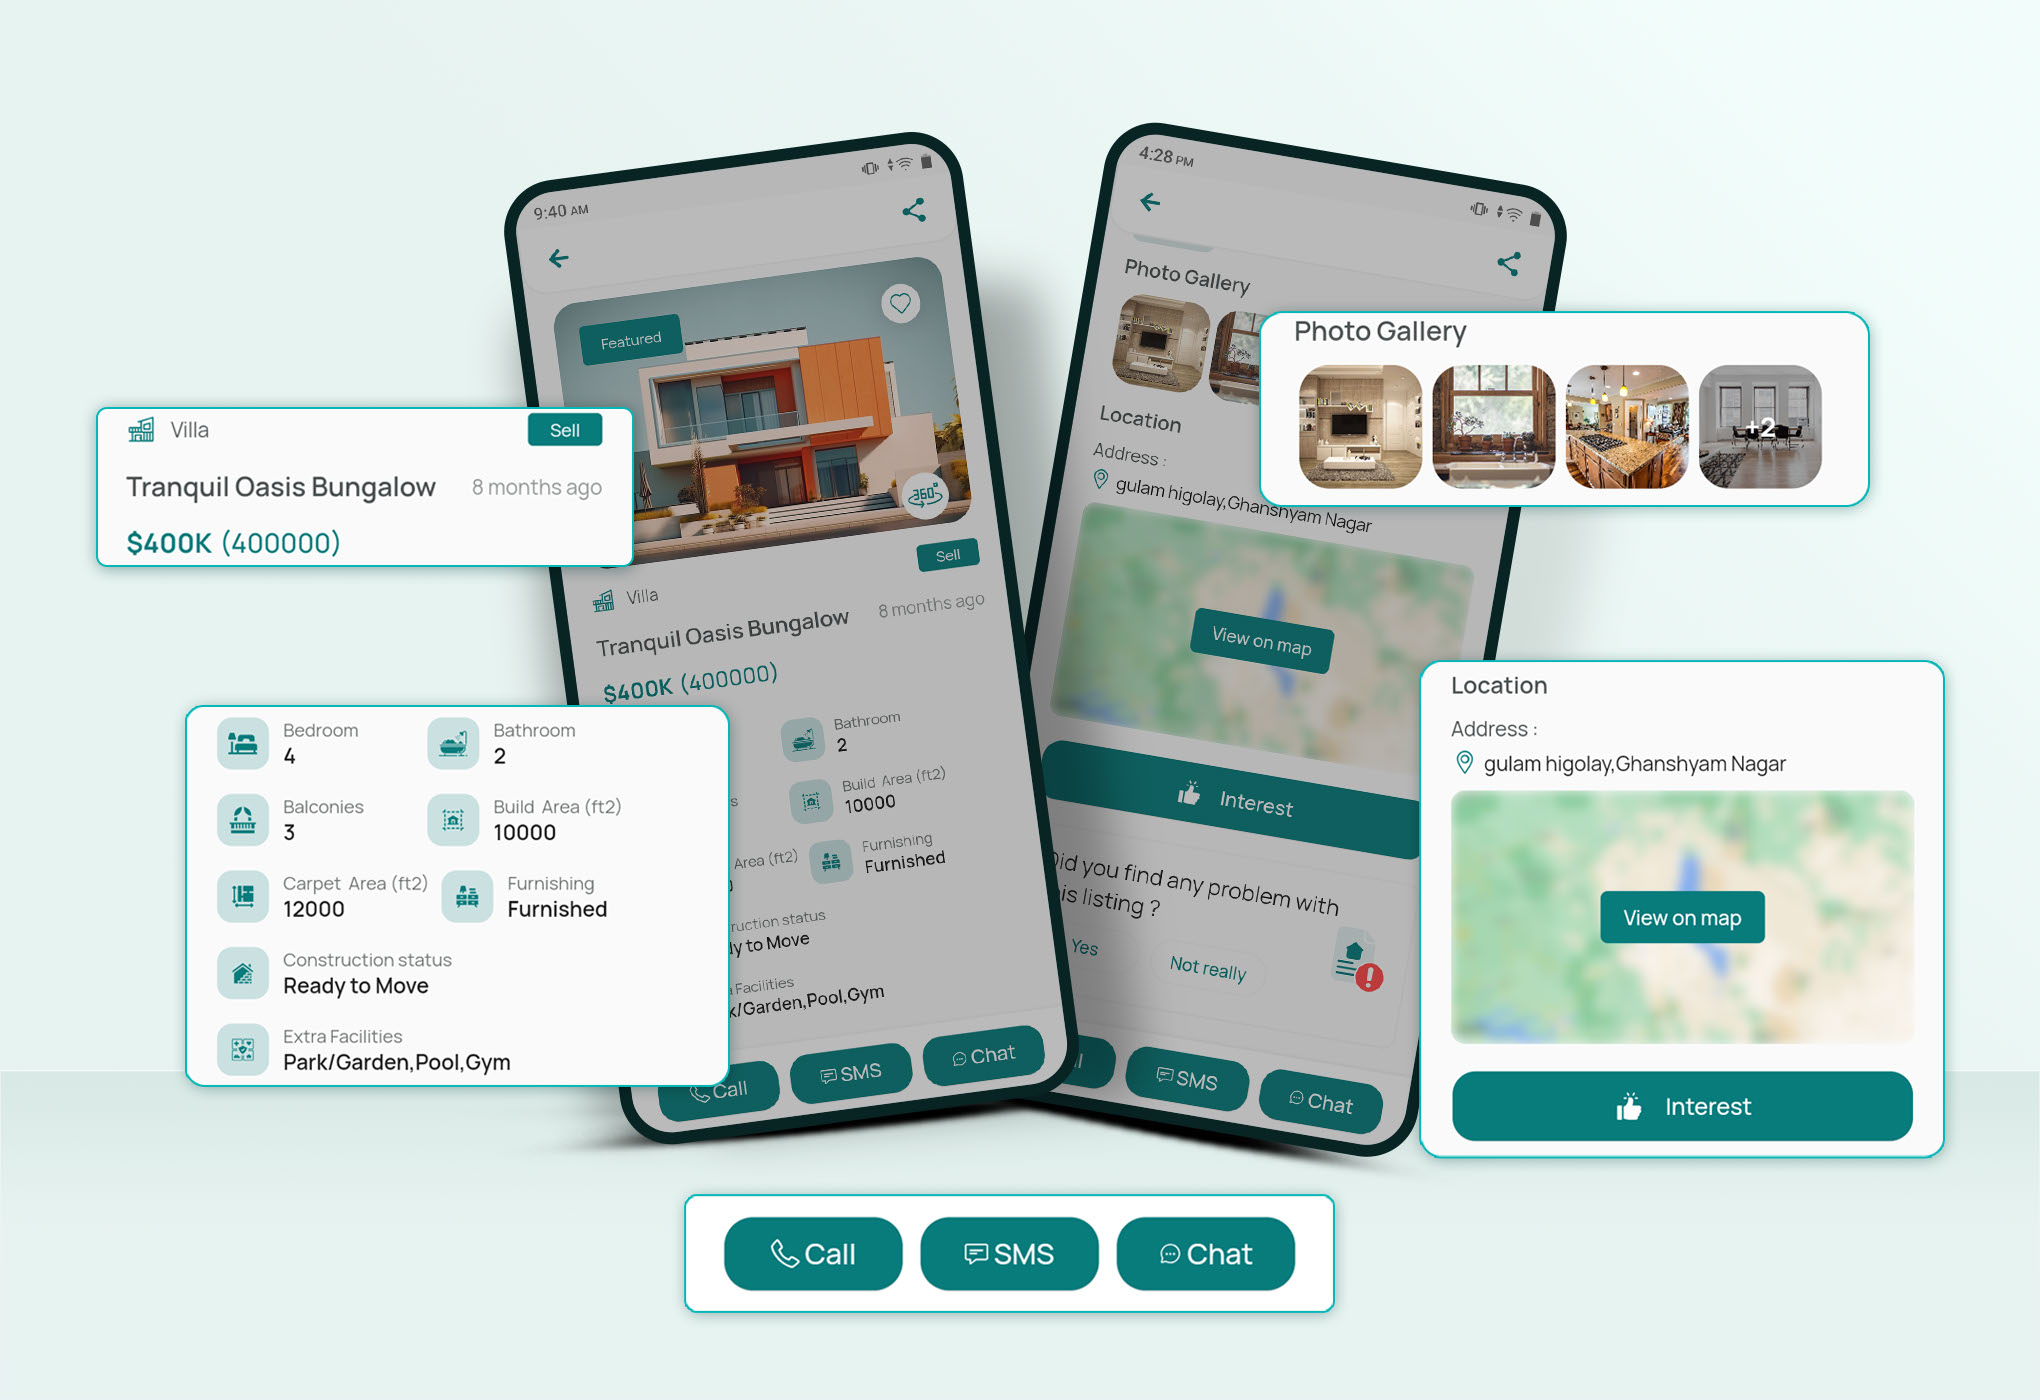 9:40 AM
Featured
360°
Sell
Villa
Tranquil Oasis Bungalow
8 months ago
$400K (400000)
Bathroom
2
Build Area (ft2)
10000
Area (ft2)
Furnishing
Furnished
to Move
Facilities
Garden,Pool,Gym
Call
SMS
Chat
4:28 PM
Photo Gallery
Location
Address :
gulam higolay,Ghanshyam Nagar
View on map
Interest
Did you find any problem with
listing ?
Yes
Not really
SMS
Chat
Villa
Sell
Tranquil Oasis Bungalow
8 months ago
$400K (400000)
Bedroom
4
Bathroom
2
Balconies
3
Build Area (ft2)
10000
Carpet Area (ft2)
12000
Furnishing
Furnished
Construction status
Ready to Move
Extra Facilities
Park/Garden,Pool,Gym
Photo Gallery
+2
Location
Address :
gulam higolay,Ghanshyam Nagar
View on map
Interest
Call
SMS
Chat